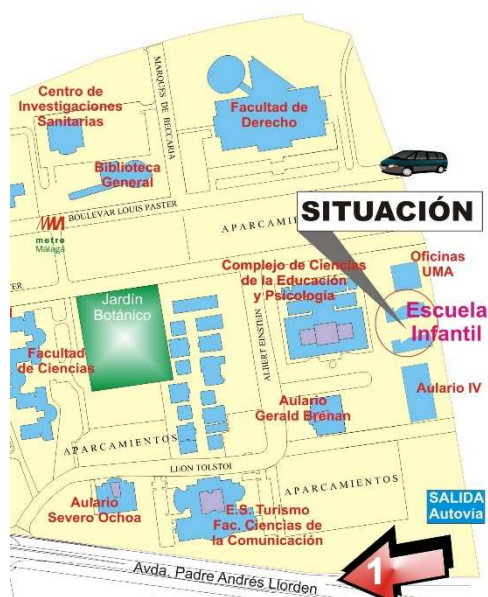 Centro de
Investigaciones
Sanitarias
MARQUES DE BECCARIA
Facultad de
Derecho
Biblioteca
General
BOULEVAR LOUIS PASTER
metro
Málaga
SITUACIÓN
APARCAMIEN
Oficinas
UMA
Complejo de Ciencias
de la Educación
y Psicología
Escuela
Infantil
TER
Jardín
Botánico
ALBERT EINSTEIN
Facultad
de Ciencias
Aulario IV
Aulario
Gerald Brenan
APARCAMIENTOS
LEON TOLSTOI
APARCAMIENTOS
SALIDA
Autovía
Aulario
Severo Ochoa
E.S. Turismo
Fac. Ciencias de
la Comunicación
1
Avda. Padre Andrés Llorden